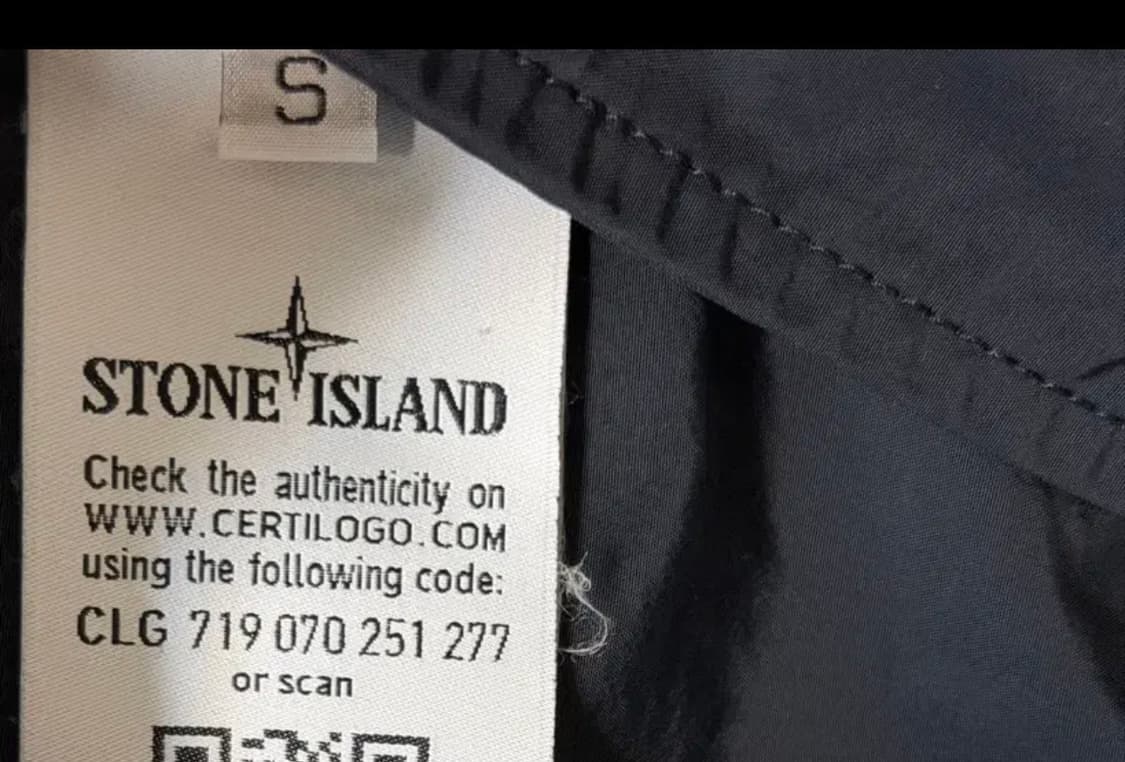 S
STONE ISLAND
Check the authenticity on
WWW.CERTILOGO.COM
using the following code:
CLG 719 070 251 277
or scan